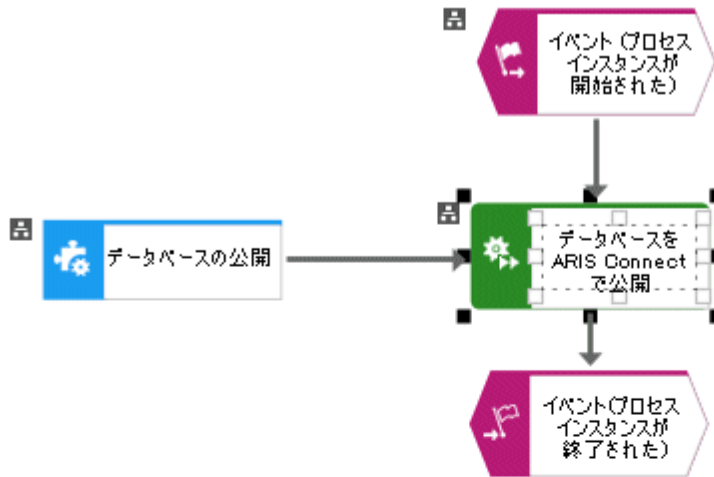 イベント (プロセス
インスタンスが
開始された)
データベースの公開
データベースを
ARIS Connect
で公開
イベント(プロセス
インスタンスが
終了された)